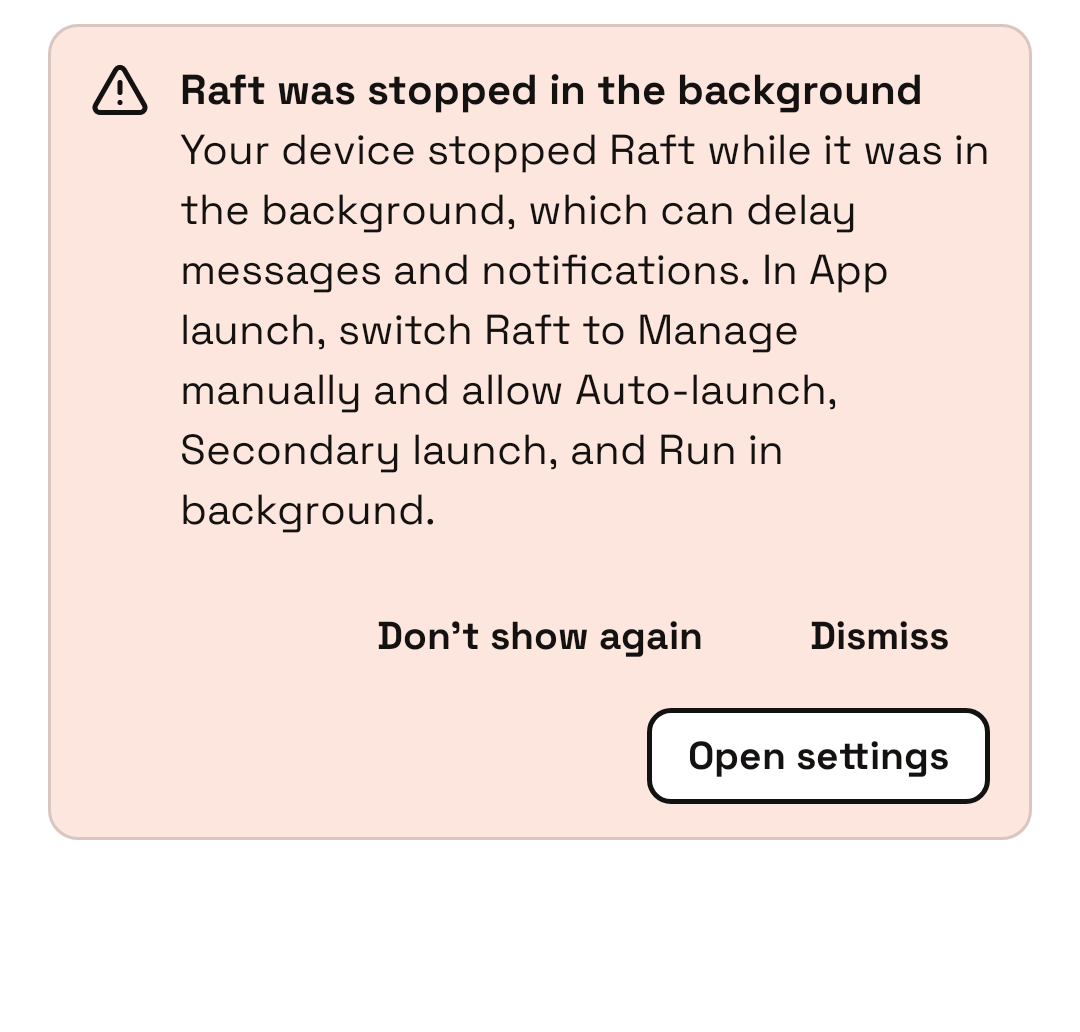 Raft was stopped in the background
Your device stopped Raft while it was in
the background, which can delay
messages and notifications. In App
launch, switch Raft to Manage
manually and allow Auto-launch,
Secondary launch, and Run in
background.
Don’t show again
Dismiss
Open settings